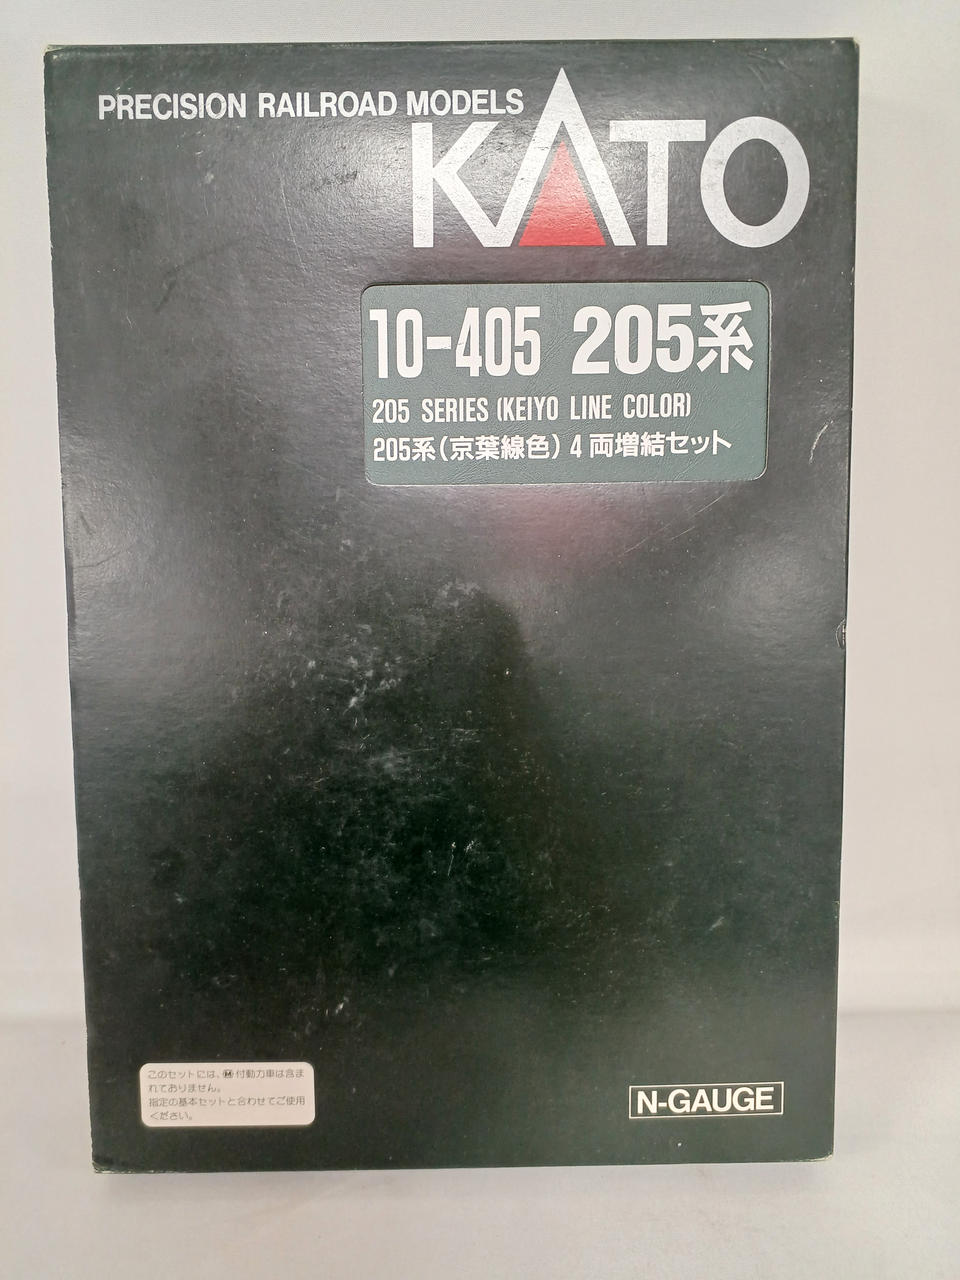 PRECISION RAILROAD MODELS
KATO
10-405 205系
205 SERIES (KEIYO LINE COLOR)
205系(京葉線色)4両増結セット
このセットには、Ⓜ付動力車は含ま
れておりません。
指定の基本セットと合わせてご使用
ください。
N-GAUGE